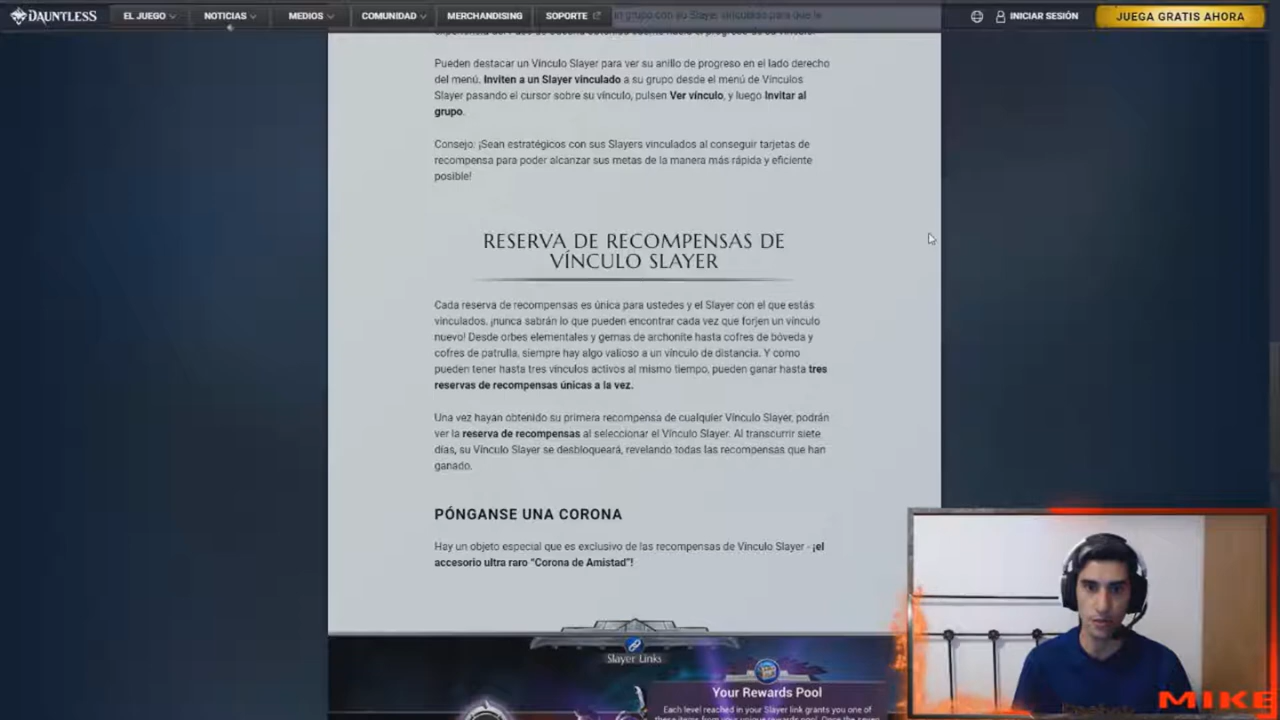 DAUNTLESS EL JUEGO NOTICIAS MEDIOS COMUNIDAD MERCHANDISING SOPORTE INICIAR SESIÓN JUEGA GRATIS AHORA
grupo con su Slayer vinculado para que la
Pueden destacar un Vínculo Slayer para ver su anillo de progreso en el lado derecho
del menú. Inviten a un Slayer vinculado a su grupo desde el menú de Vínculos
Slayer pasando el cursor sobre su vínculo, pulsen Ver vínculo, y luego Invitar al
grupo.
Consejo: ¡Sean estratégicos con sus Slayers vinculados al conseguir tarjetas de
recompensa para poder alcanzar sus metas de la manera más rápida y eficiente
posible!
RESERVA DE RECOMPENSAS DE
VÍNCULO SLAYER
Cada reserva de recompensas es única para ustedes y el Slayer con el que estás
vinculados, ¡nunca sabrán lo que pueden encontrar cada vez que forjen un vínculo
nuevo! Desde orbes elementales y gemas de archonite hasta cofres de bóveda y
cofres de patrulla, siempre hay algo valioso a un vínculo de distancia. Y como
pueden tener hasta tres vínculos activos al mismo tiempo, pueden ganar hasta tres
reservas de recompensas únicas a la vez.
Una vez hayan obtenido su primera recompensa de cualquier Vínculo Slayer, podrán
ver la reserva de recompensas al seleccionar el Vínculo Slayer. Al transcurrir siete
días, su Vínculo Slayer se desbloqueará, revelando todas las recompensas que han
ganado.
PÓNGANSE UNA CORONA
Hay un objeto especial que es exclusivo de las recompensas de Vínculo Slayer - ¡el
accesorio ultra raro "Corona de Amistad"!
Slayer Links
Your Rewards Pool
Each level reached in your Slayer link grants you one of
MIKE